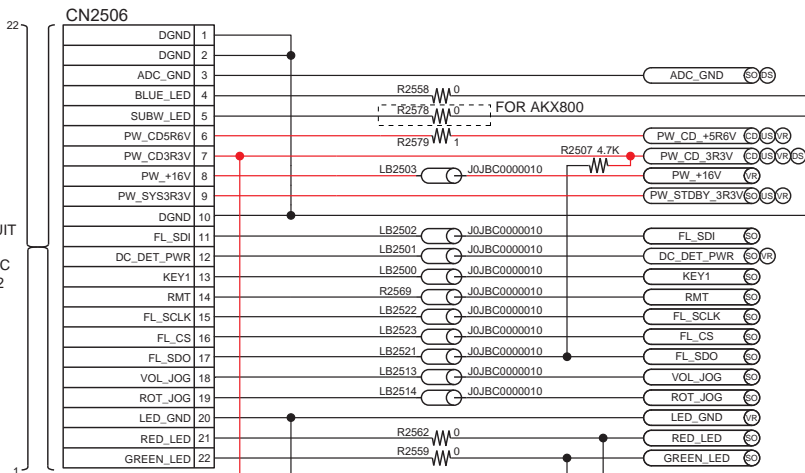 CN2506
22
DGND 1
DGND 2
ADC_GND 3 ADC_GND SO DS
BLUE_LED 4 R2558 0
SUBW_LED 5 R2578 0 FOR AKX800
PW_CD5R6V 6 R2579 1 PW_CD_+5R6V CD US VR
PW_CD3R3V 7 R2507 4.7K PW_CD_3R3V CD US VR DS
PW_+16V 8 LB2503 J0JBC0000010 PW_+16V VR
PW_SYS3R3V 9 PW_STDBY_3R3V SO US VR
DGND 10
UIT
FL_SDI 11 LB2502 J0JBC0000010 FL_SDI SO
DC_DET_PWR 12 LB2501 J0JBC0000010 DC_DET_PWR SO VR
C
KEY1 13 LB2500 J0JBC0000010 KEY1 SO
2
RMT 14 R2569 J0JBC0000010 RMT SO
FL_SCLK 15 LB2522 J0JBC0000010 FL_SCLK SO
FL_CS 16 LB2523 J0JBC0000010 FL_CS SO
FL_SDO 17 LB2521 J0JBC0000010 FL_SDO SO
VOL_JOG 18 LB2513 J0JBC0000010 VOL_JOG SO
ROT_JOG 19 LB2514 J0JBC0000010 ROT_JOG SO
LED_GND 20 LED_GND VR
RED_LED 21 R2562 0 RED_LED SO
GREEN_LED 22 R2559 0 GREEN_LED SO
1